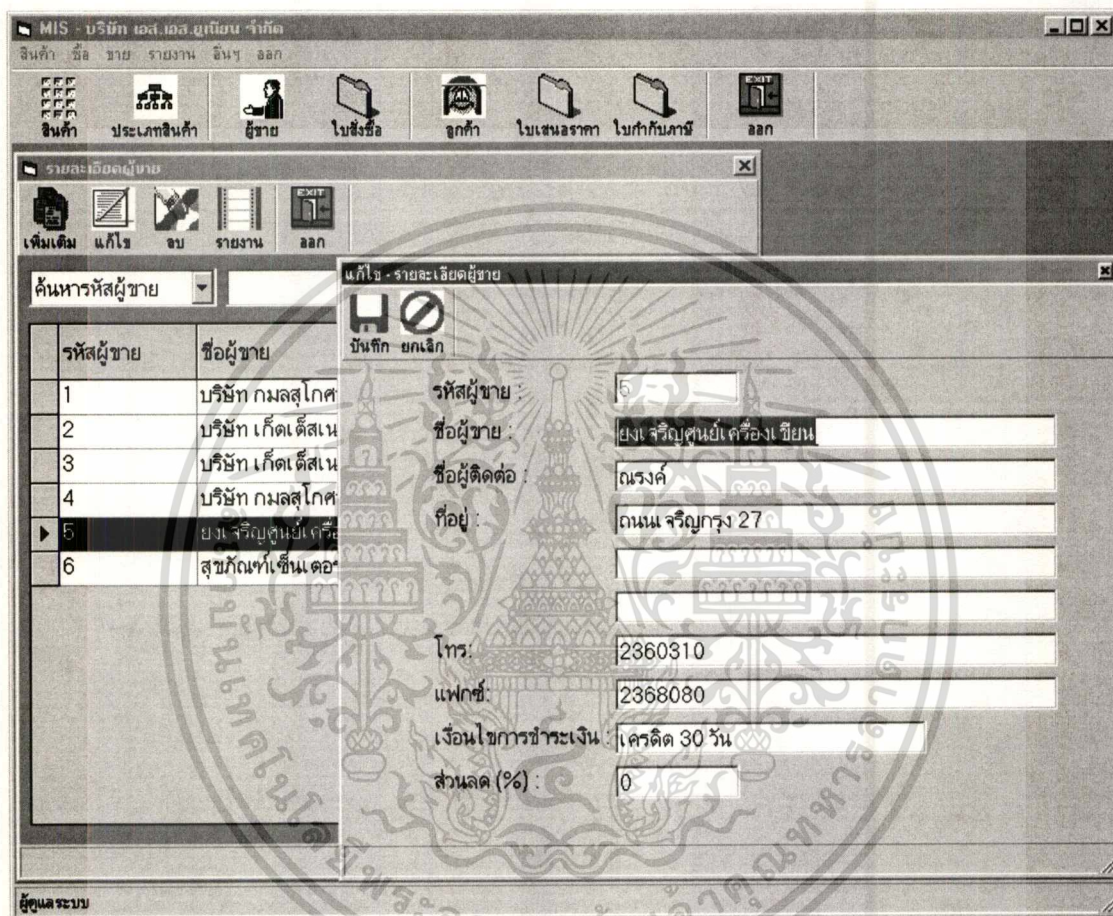 MIS - บริษัท เอส.เอส.ยูเนียน จำกัด
สินค้า ซื้อ ขาย รายงาน อื่นๆ ออก
สินค้า ประเภทสินค้า ผู้ขาย ใบสั่งซื้อ ลูกค้า ใบเสนอราคา ใบกำกับภาษี ออก
รายละเอียดผู้ขาย
เพิ่มเติม แก้ไข ลบ รายงาน ออก
ค้นหารหัสผู้ขาย
รหัสผู้ขาย ชื่อผู้ขาย
1 บริษัท กมลสุโกศ
2 บริษัท เก็ดเต็สเน
3 บริษัท เก็ดเต็สเน
4 บริษัท กมลสุโกศ
5 ยงเจริญศูนย์เครื่อ
6 สุขภัณฑ์เซ็นเตอ
แก้ไข - รายละเอียดผู้ขาย
บันทึก ยกเลิก
รหัสผู้ขาย : 5
ชื่อผู้ขาย : ยงเจริญศูนย์เครื่องเขียน
ชื่อผู้ติดต่อ : ณรงค์
ที่อยู่ : ถนนเจริญกรุง 27
โทร: 2360310
แฟกซ์: 2368080
เงื่อนไขการชำระเงิน : เครดิต 30 วัน
ส่วนลด (%) : 0
ผู้ดูแลระบบ